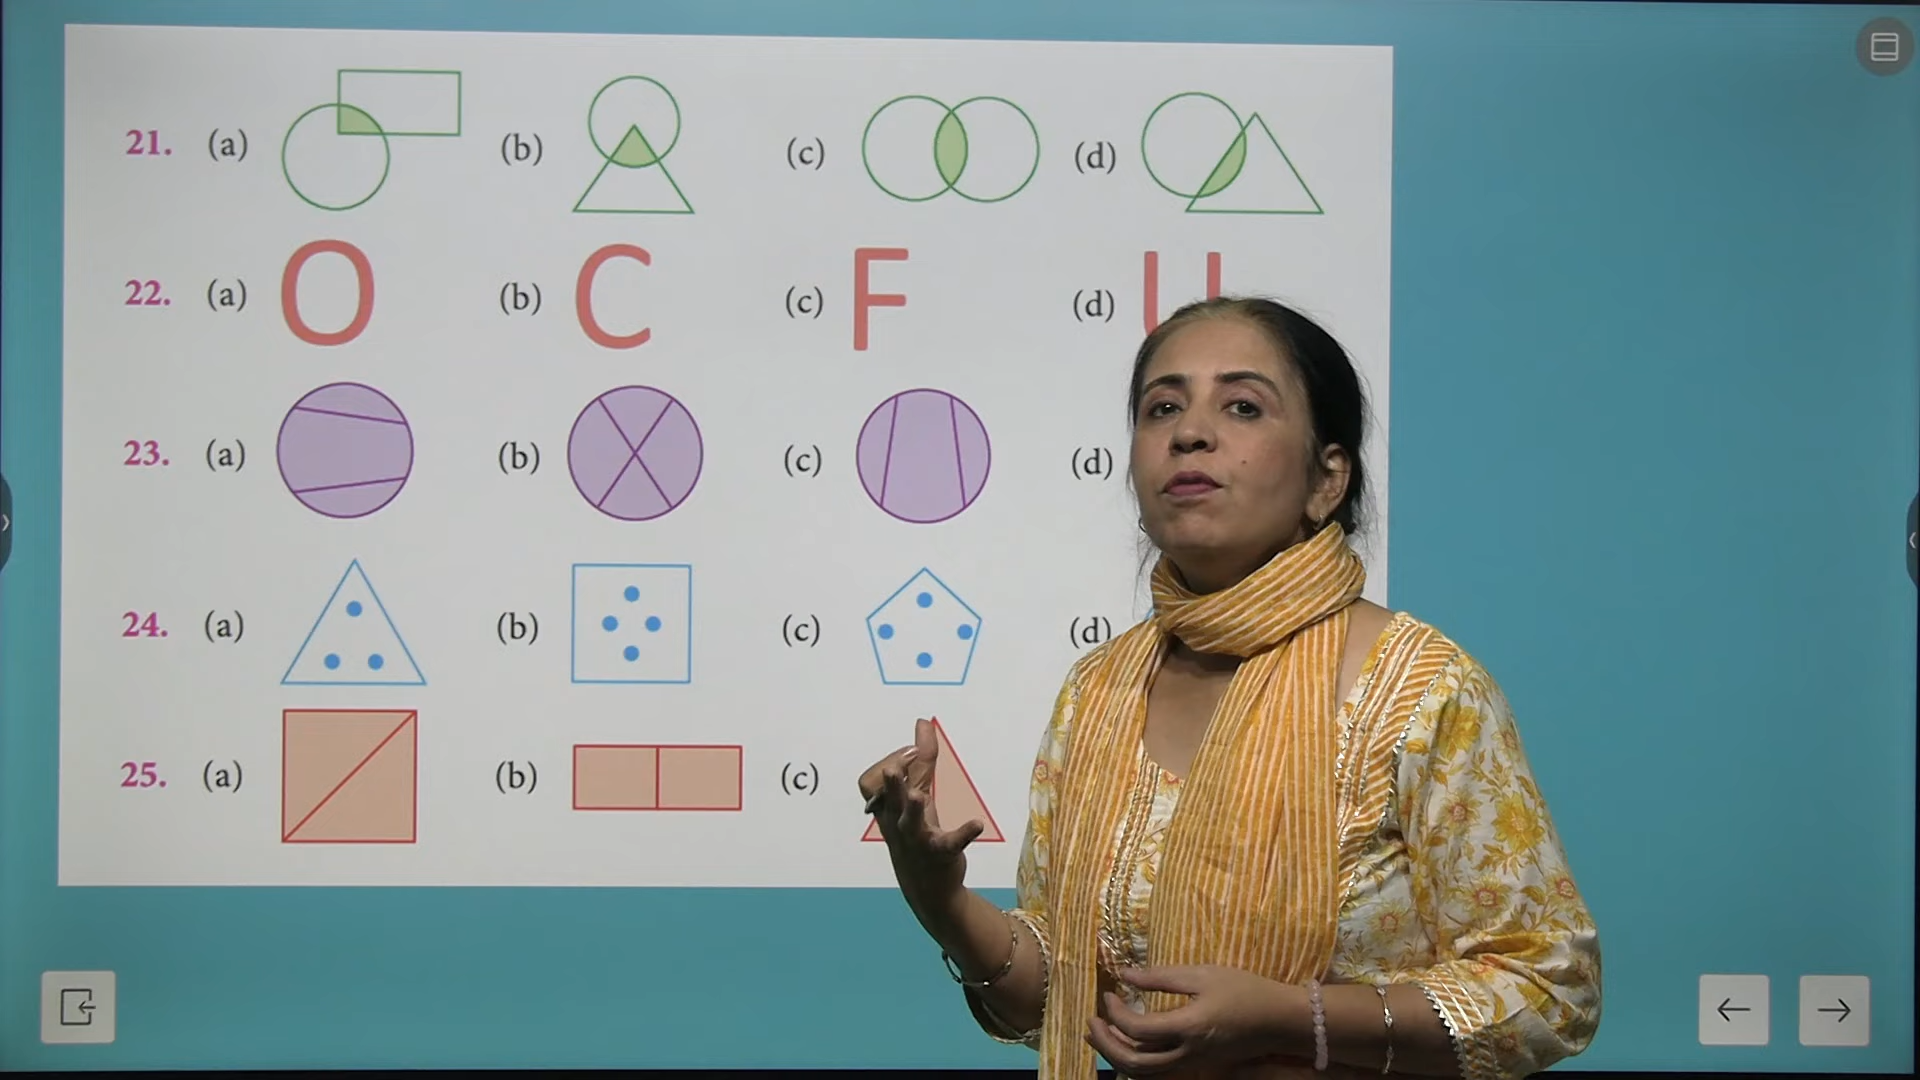 21. (a) (b) (c) (d)
22. (a) O (b) C (c) F (d) U
23. (a) (b) (c) (d)
24. (a) (b) (c) (d)
25. (a) (b) (c)